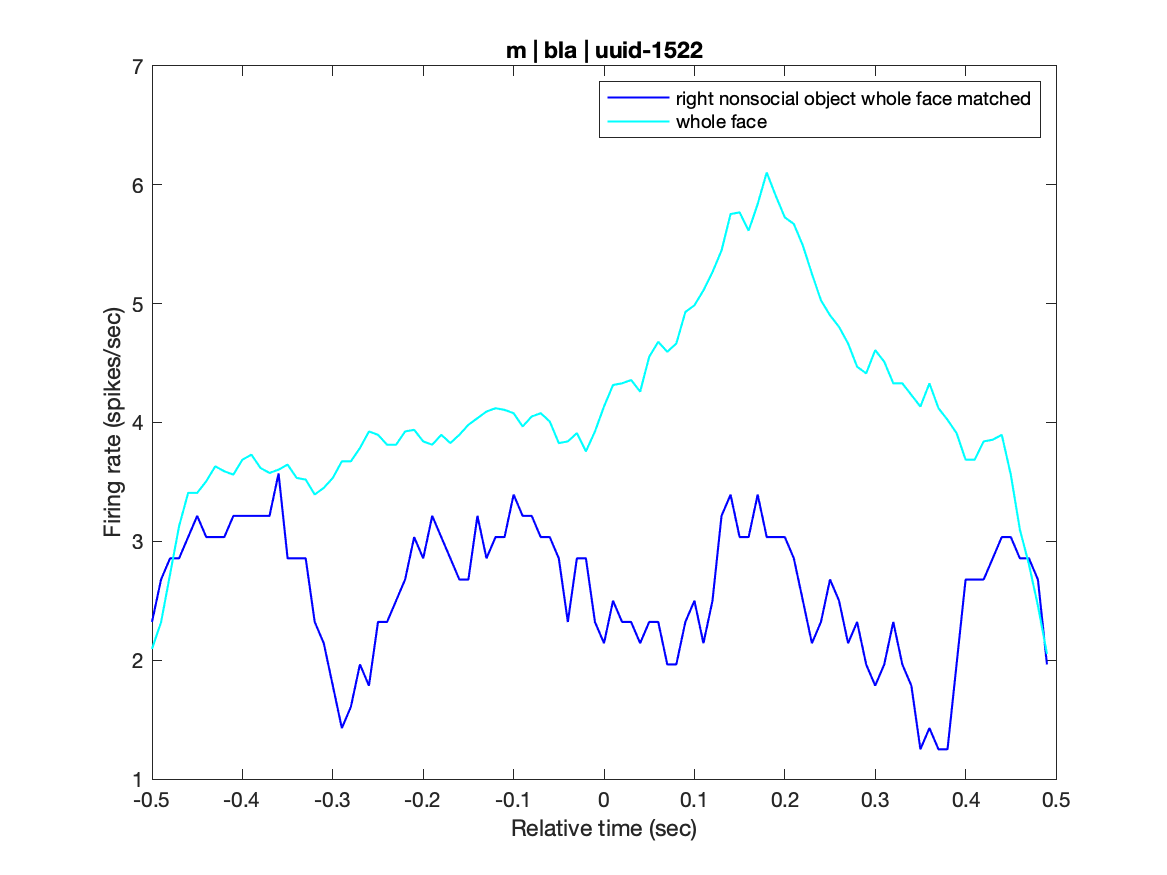 m | bla | uuid-1522
right nonsocial object whole face matched
whole face
Firing rate (spikes/sec)
7
6
5
4
3
2
1
-0.5 -0.4 -0.3 -0.2 -0.1 0 0.1 0.2 0.3 0.4 0.5
Relative time (sec)